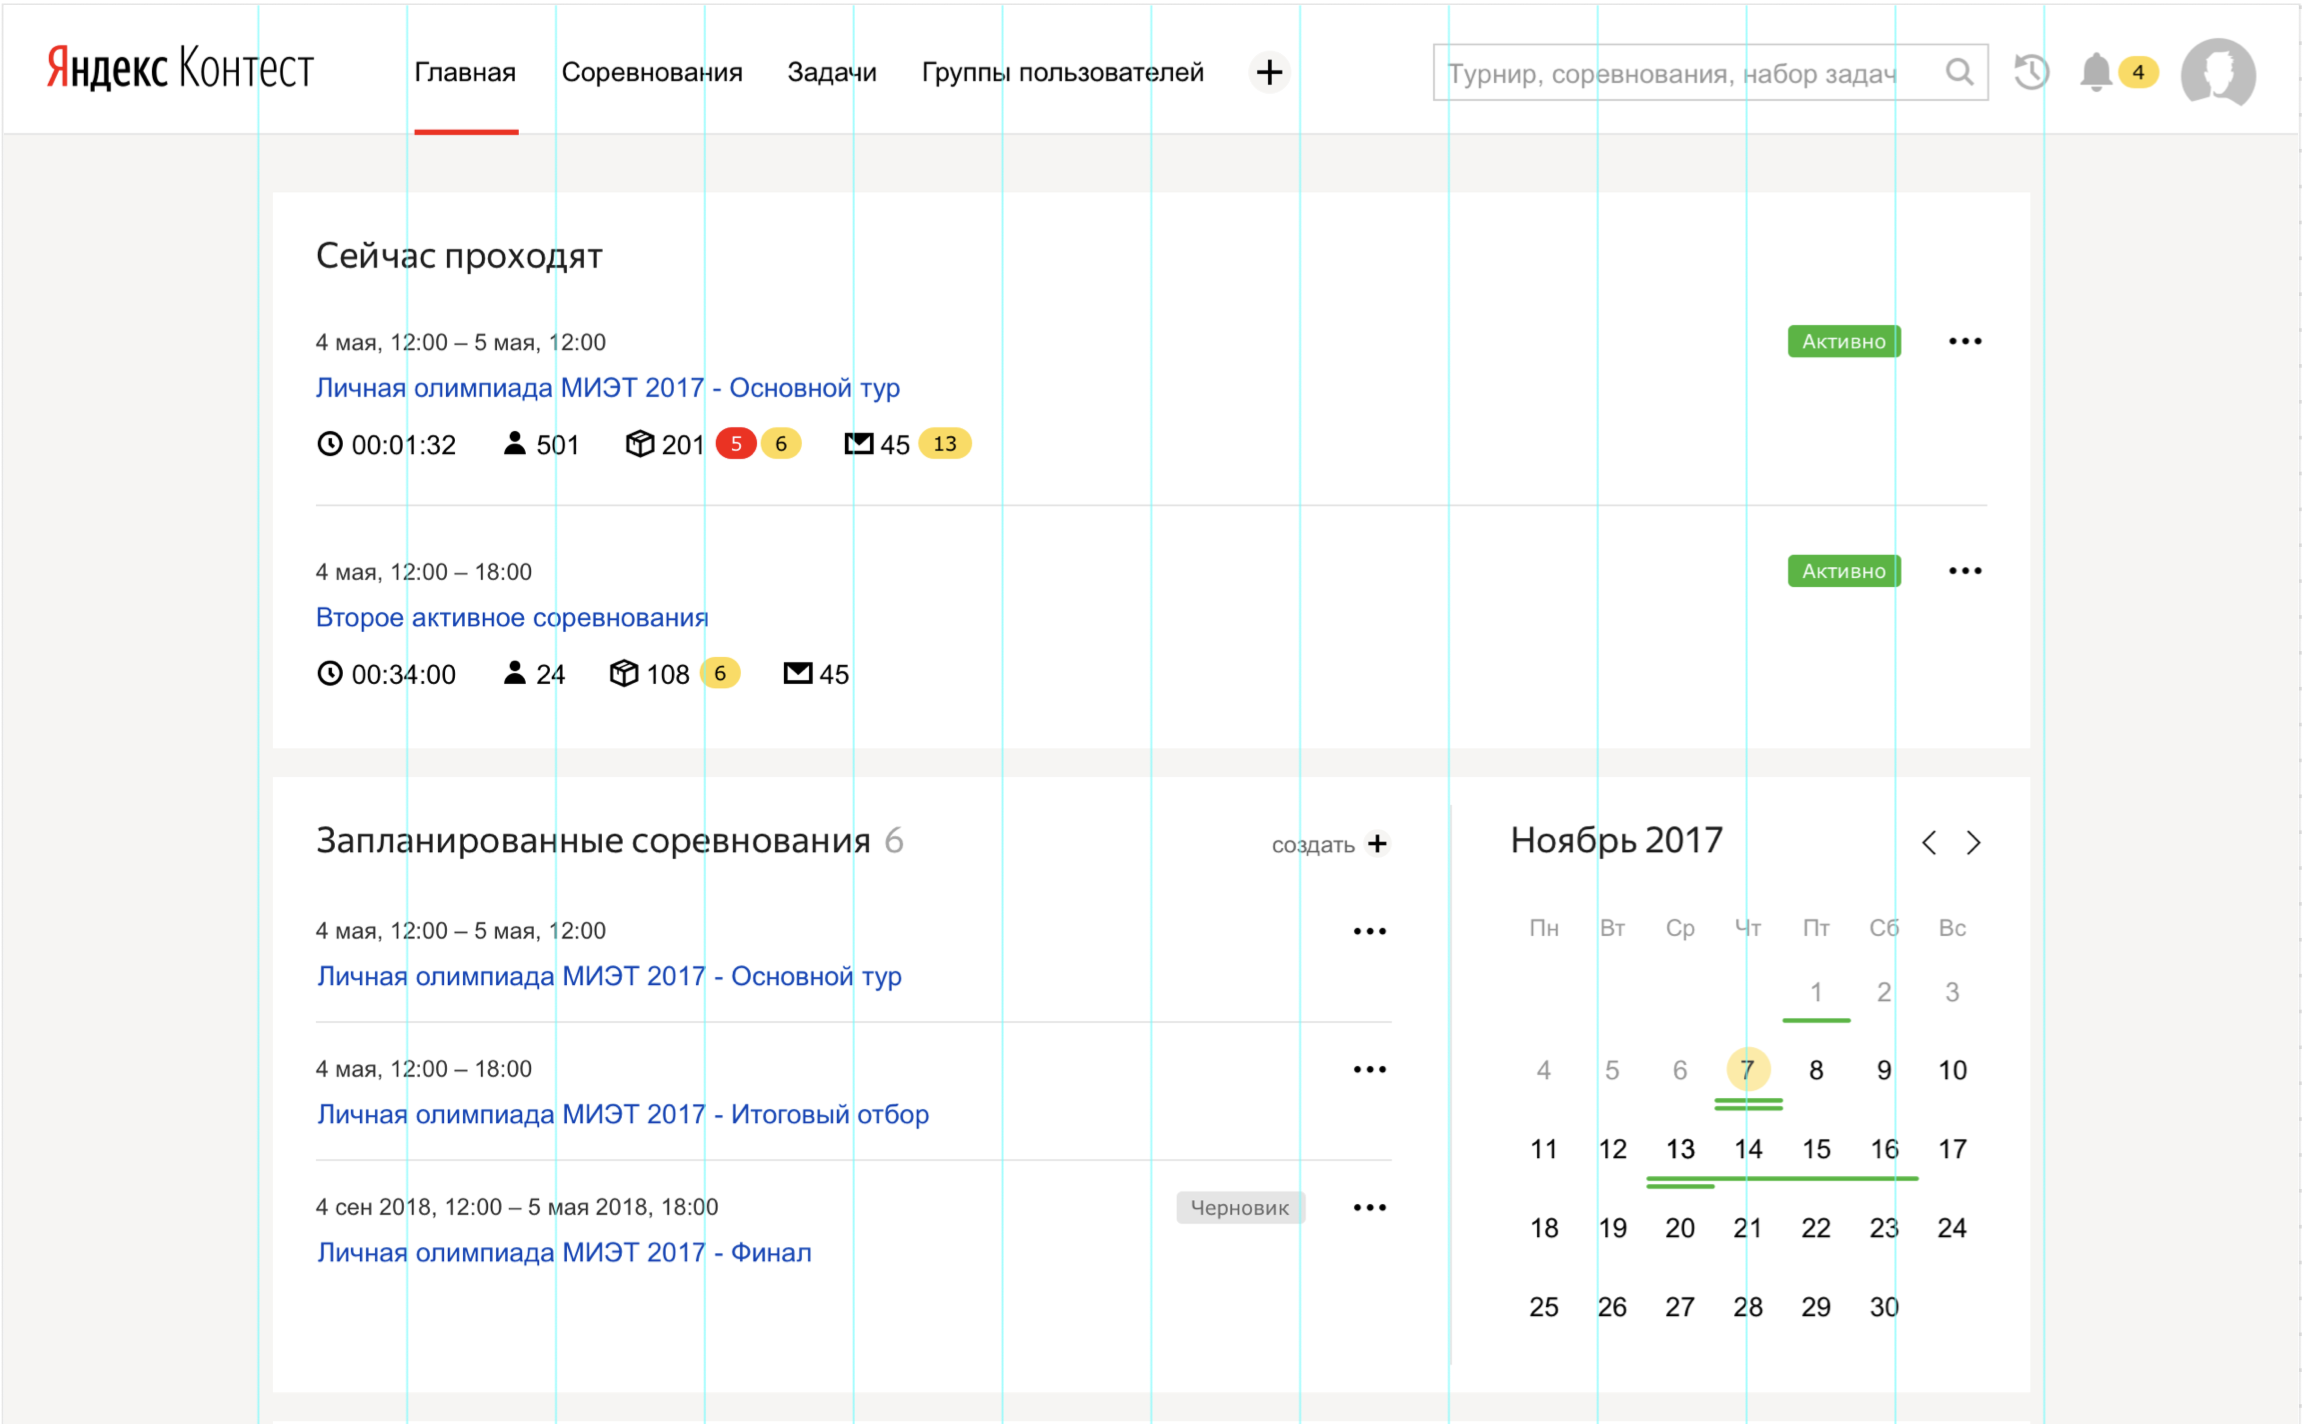 Яндекс Контест Главная Соревнования Задачи Группы пользователей + Турнир, соревнования, набор задач 4
Сейчас проходят
4 мая, 12:00 – 5 мая, 12:00 Активно
Личная олимпиада МИЭТ 2017 - Основной тур
00:01:32 501 201 5 6 45 13
4 мая, 12:00 – 18:00 Активно
Второе активное соревнования
00:34:00 24 108 6 45
Запланированные соревнования 6 создать +
4 мая, 12:00 – 5 мая, 12:00
Личная олимпиада МИЭТ 2017 - Основной тур
4 мая, 12:00 – 18:00
Личная олимпиада МИЭТ 2017 - Итоговый отбор
4 сен 2018, 12:00 – 5 мая 2018, 18:00 Черновик
Личная олимпиада МИЭТ 2017 - Финал
Ноябрь 2017
Пн Вт Ср Чт Пт Сб Вс
1 2 3
4 5 6 7 8 9 10
11 12 13 14 15 16 17
18 19 20 21 22 23 24
25 26 27 28 29 30